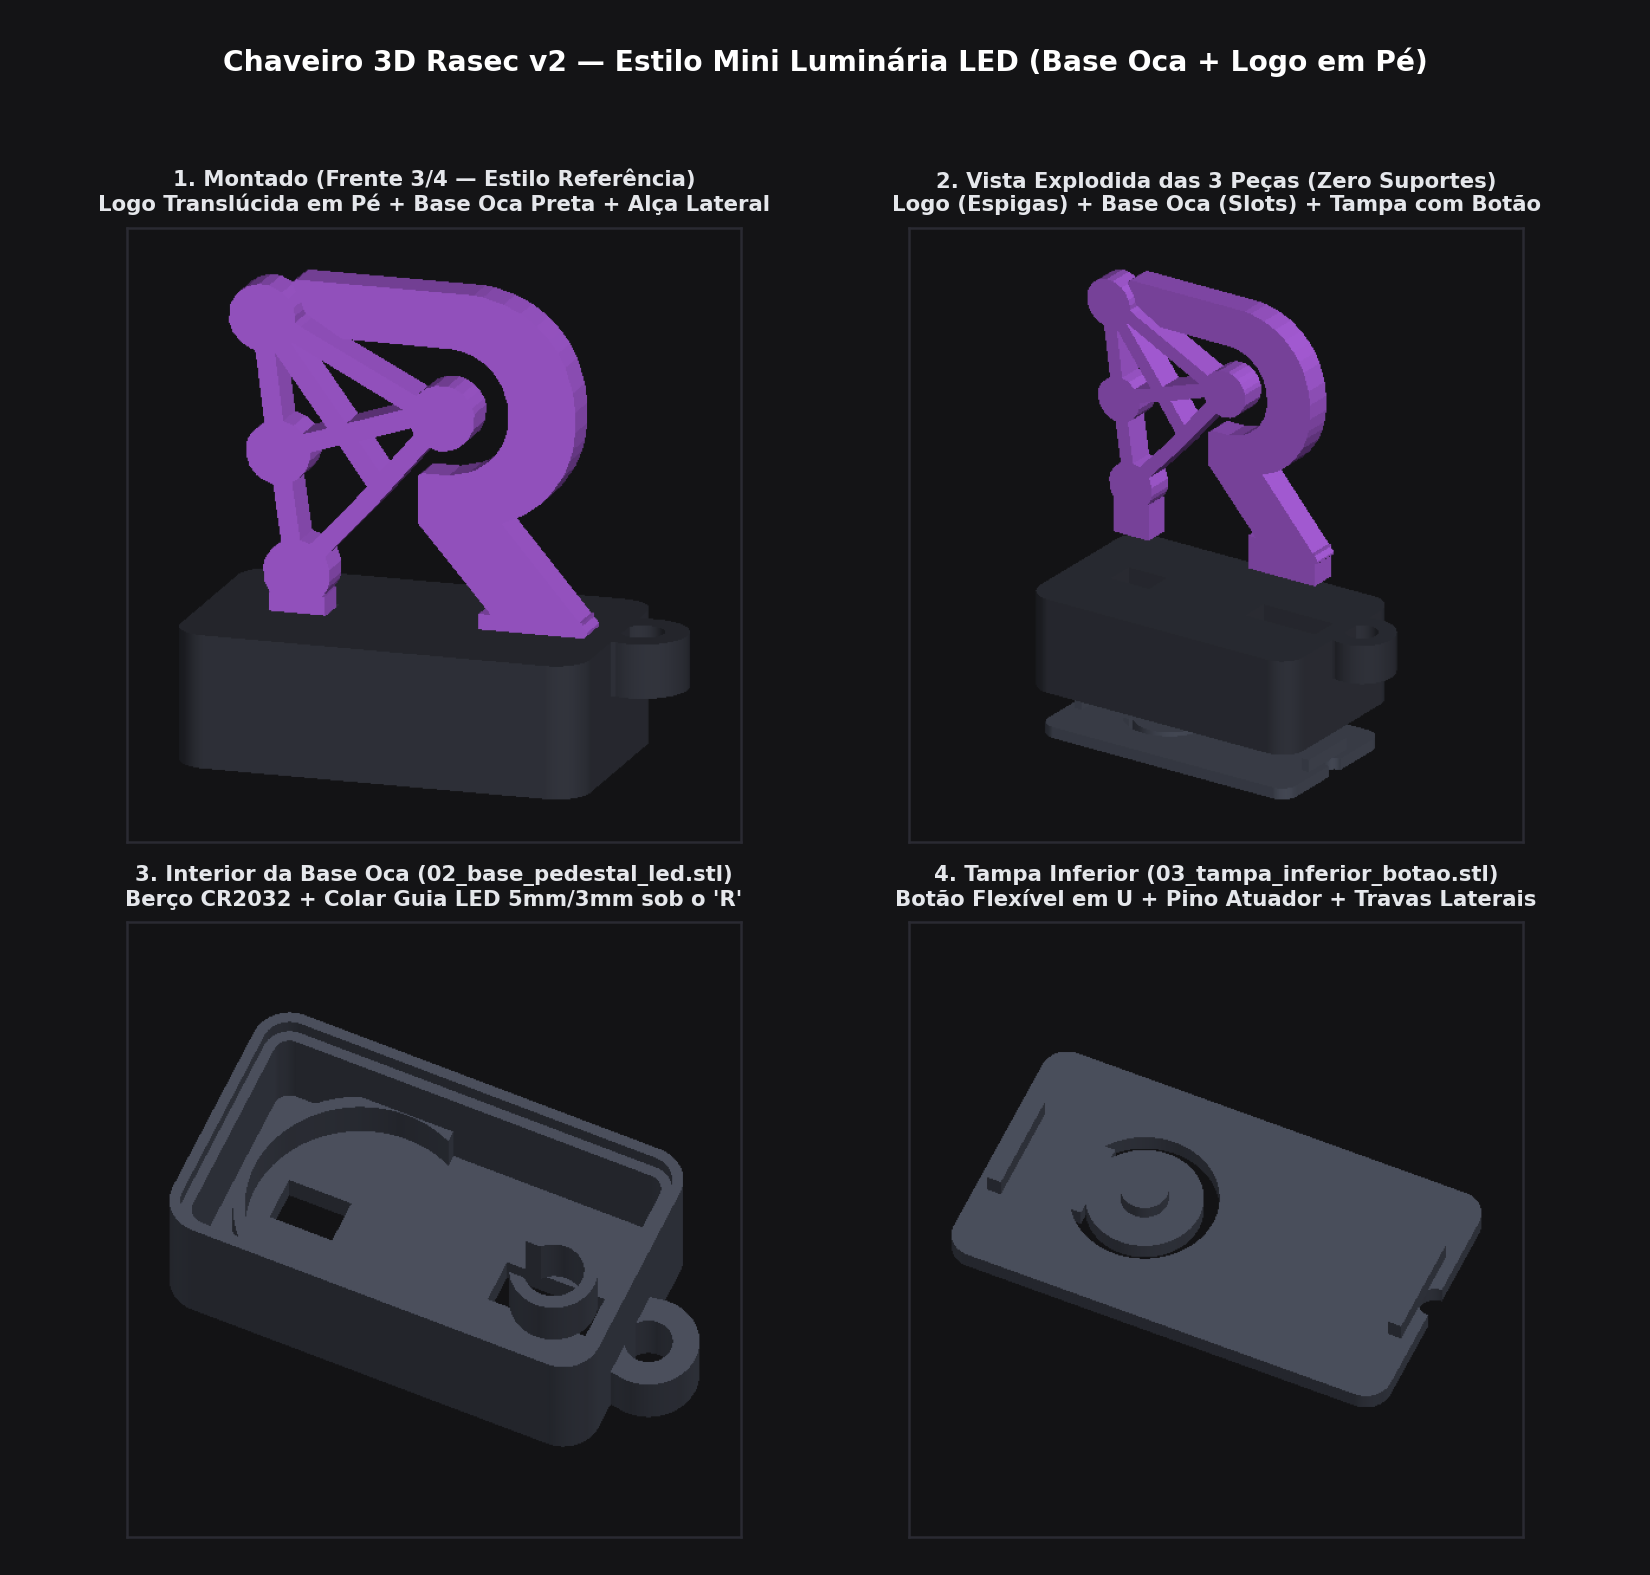 Chaveiro 3D Rasec v2 — Estilo Mini Luminária LED (Base Oca + Logo em Pé)
1. Montado (Frente 3/4 — Estilo Referência)
Logo Translúcida em Pé + Base Oca Preta + Alça Lateral
2. Vista Explodida das 3 Peças (Zero Suportes)
Logo (Espigas) + Base Oca (Slots) + Tampa com Botão
3. Interior da Base Oca (02_base_pedestal_led.stl)
Berço CR2032 + Colar Guia LED 5mm/3mm sob o 'R'
4. Tampa Inferior (03_tampa_inferior_botao.stl)
Botão Flexível em U + Pino Atuador + Travas Laterais